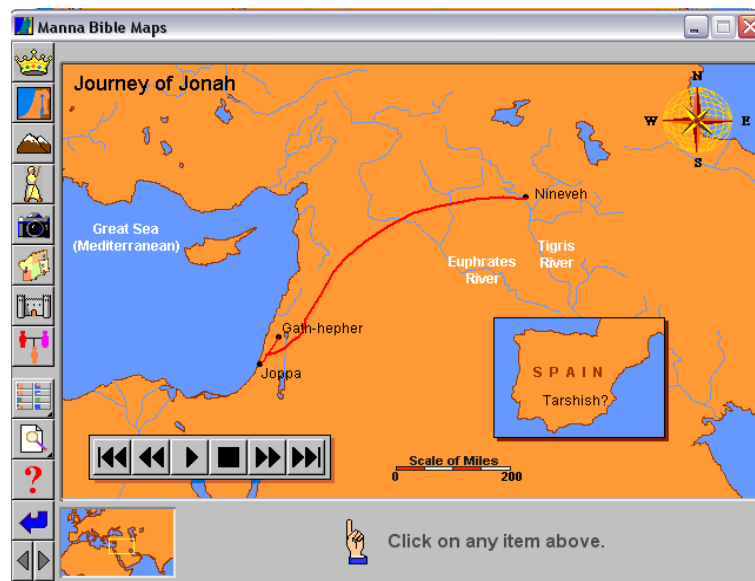 Manna Bible Maps
Journey of Jonah
N
W
E
S
Nineveh
Great Sea
(Mediterranean)
Tigris
River
Euphrates
River
Gath-hepher
Joppa
SPAIN
Tarshish?
Scale of Miles
0 200
?
Click on any item above.